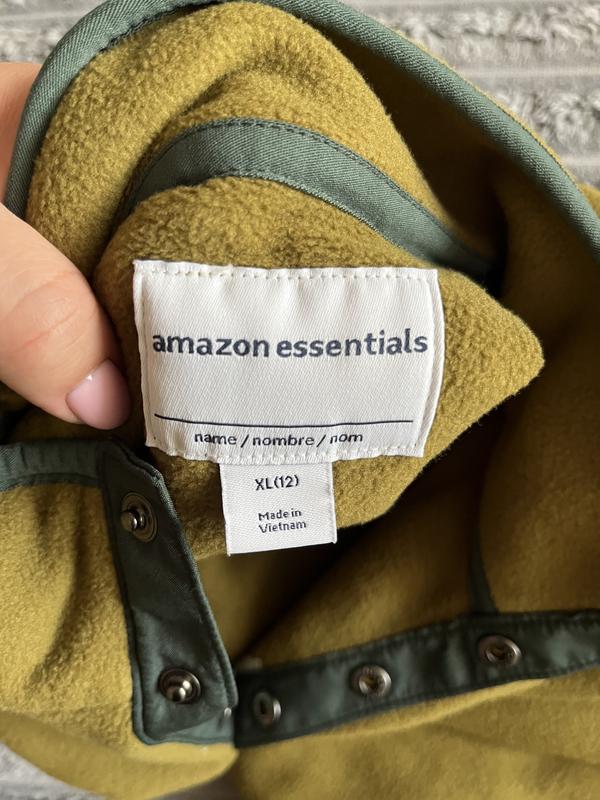 amazon essentials
name / nombre / nom
XL(12)
Made in
Vietnam